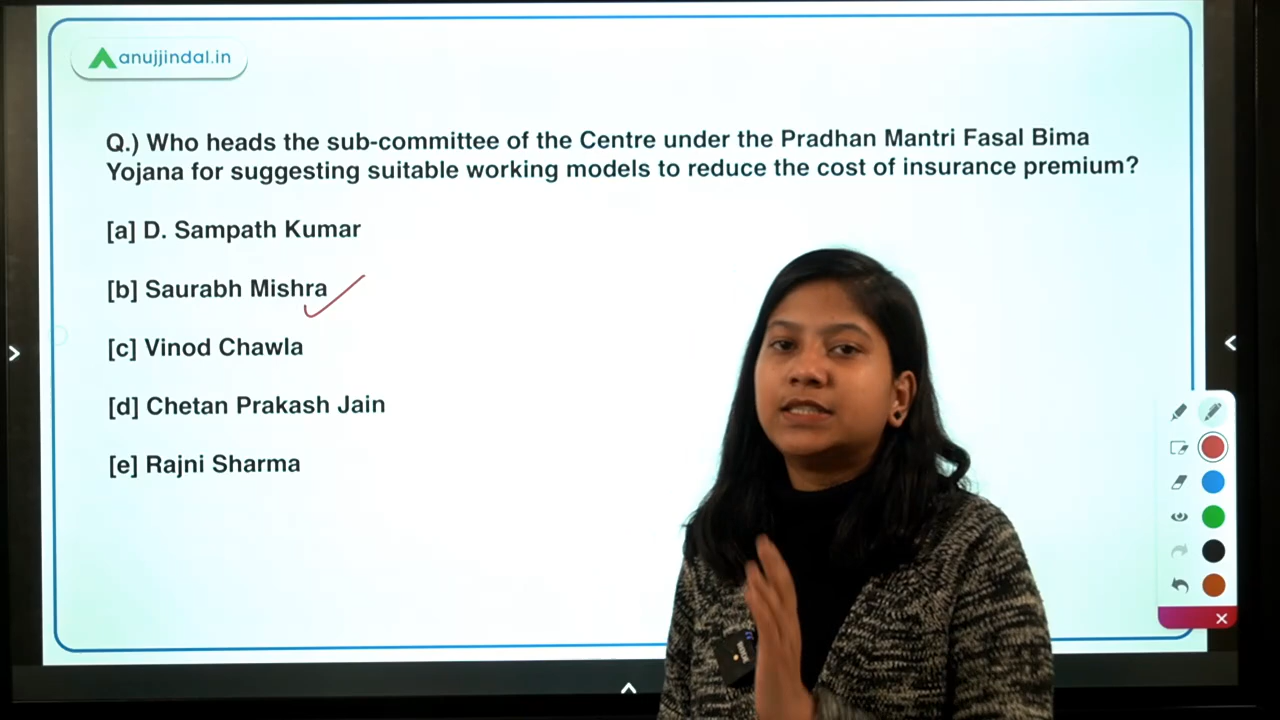 anujjindal.in
Q.) Who heads the sub-committee of the Centre under the Pradhan Mantri Fasal Bima
Yojana for suggesting suitable working models to reduce the cost of insurance premium?
[a] D. Sampath Kumar
[b] Saurabh Mishra
[c] Vinod Chawla
[d] Chetan Prakash Jain
[e] Rajni Sharma